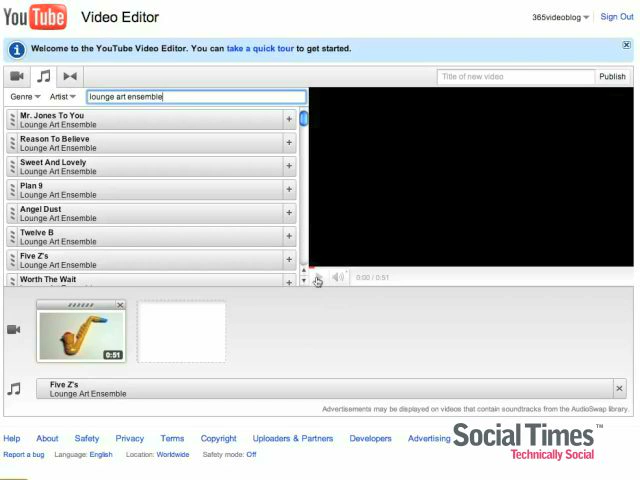 YouTube Video Editor
365videoblog Sign Out
Welcome to the YouTube Video Editor. You can take a quick tour to get started.
Title of new video Publish
Genre Artist lounge art ensemble
Mr. Jones To You
Lounge Art Ensemble
Reason To Believe
Lounge Art Ensemble
Sweet And Lovely
Lounge Art Ensemble
Plan 9
Lounge Art Ensemble
Angel Dust
Lounge Art Ensemble
Twelve B
Lounge Art Ensemble
Five Z's
Lounge Art Ensemble
Worth The Wait
0:00 / 0:51
0:51
Five Z's
Lounge Art Ensemble
Advertisements may be displayed on videos that contain soundtracks from the AudioSwap library.
Help About Safety Privacy Terms Copyright Uploaders & Partners Developers Advertising
Report a bug Language: English Location: Worldwide Safety mode: Off
Social Times™
Technically Social